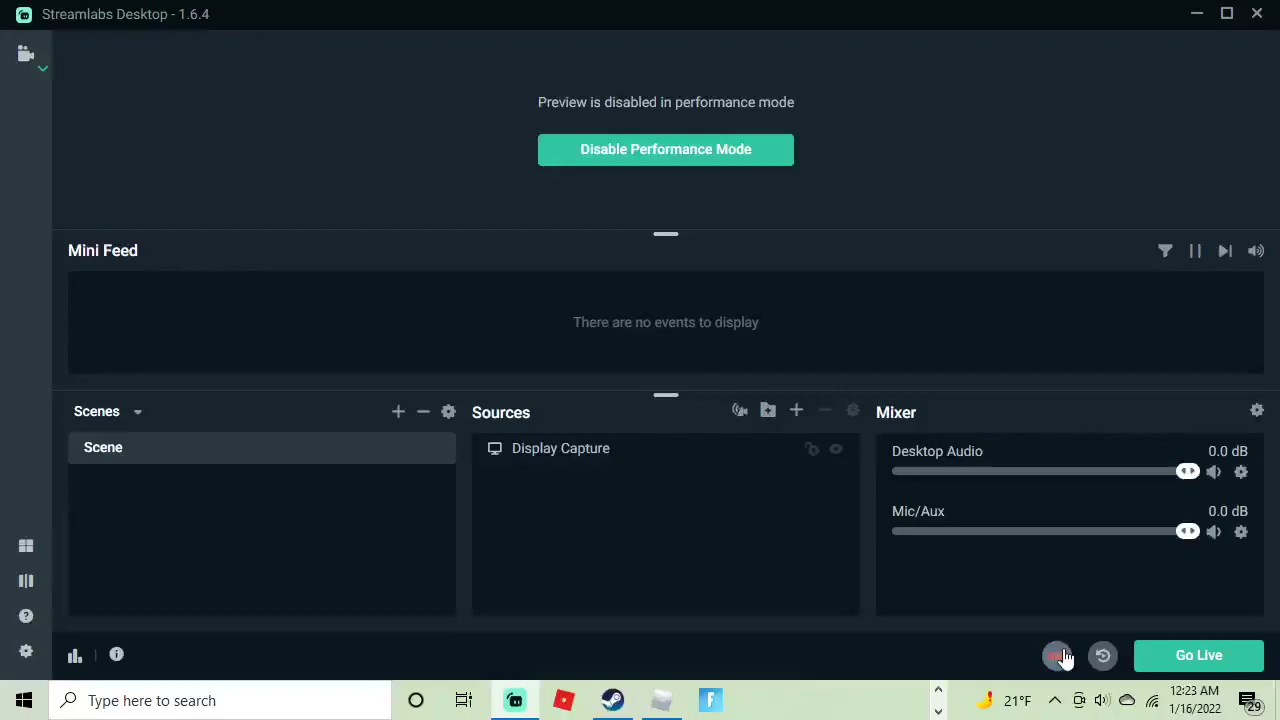 Streamlabs Desktop - 1.6.4
Preview is disabled in performance mode
Disable Performance Mode
Mini Feed
There are no events to display
Scenes
Sources
Mixer
Scene
Display Capture
Desktop Audio
0.0 dB
Mic/Aux
0.0 dB
Go Live
Type here to search
21°F
12:23 AM
1/16/2022
29